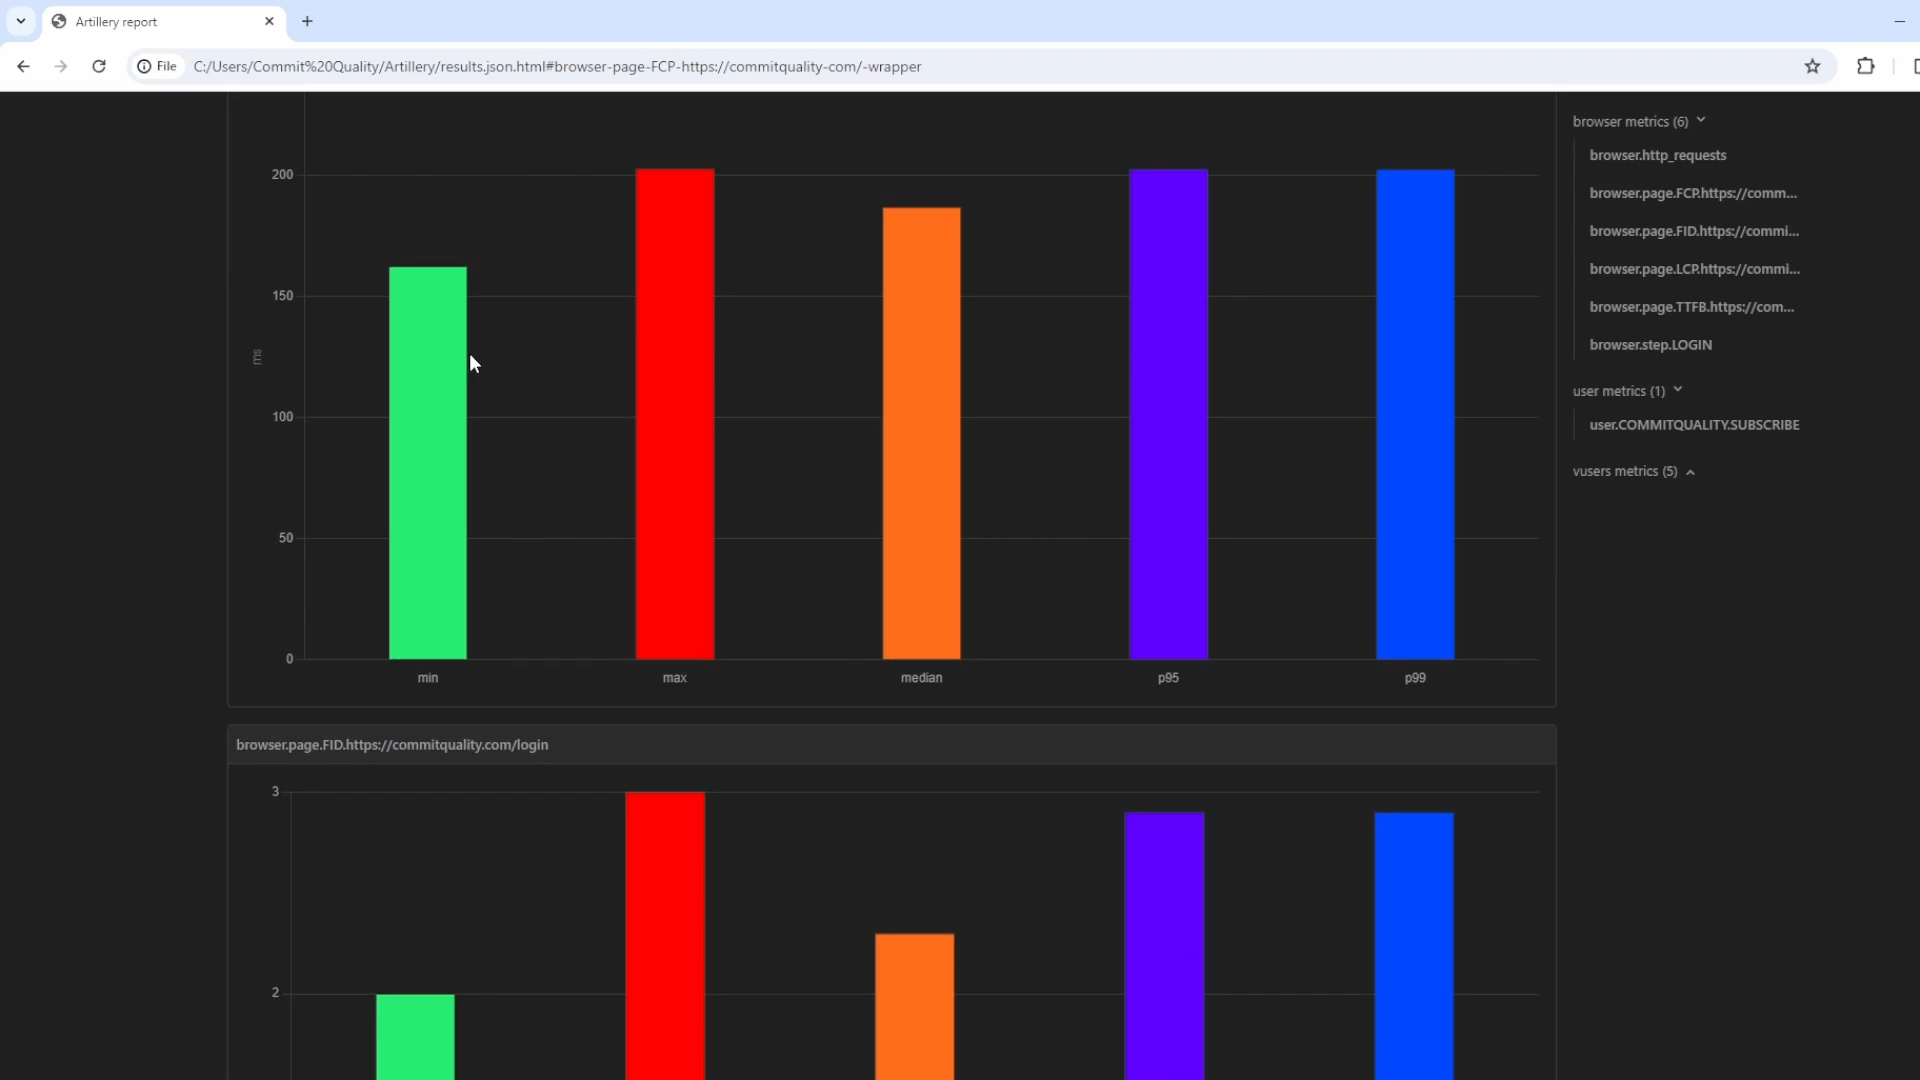 Artillery report
File
C:/Users/Commit%20Quality/Artillery/results.json.html#browser-page-FCP-https://commitquality-com/-wrapper
200
150
100
50
0
ms
min
max
median
p95
p99
browser.page.FID.https://commitquality.com/login
3
2
browser metrics (6)
browser.http_requests
browser.page.FCP.https://comm...
browser.page.FID.https://commi...
browser.page.LCP.https://commi...
browser.page.TTFB.https://com...
browser.step.LOGIN
user metrics (1)
user.COMMITQUALITY.SUBSCRIBE
vusers metrics (5)